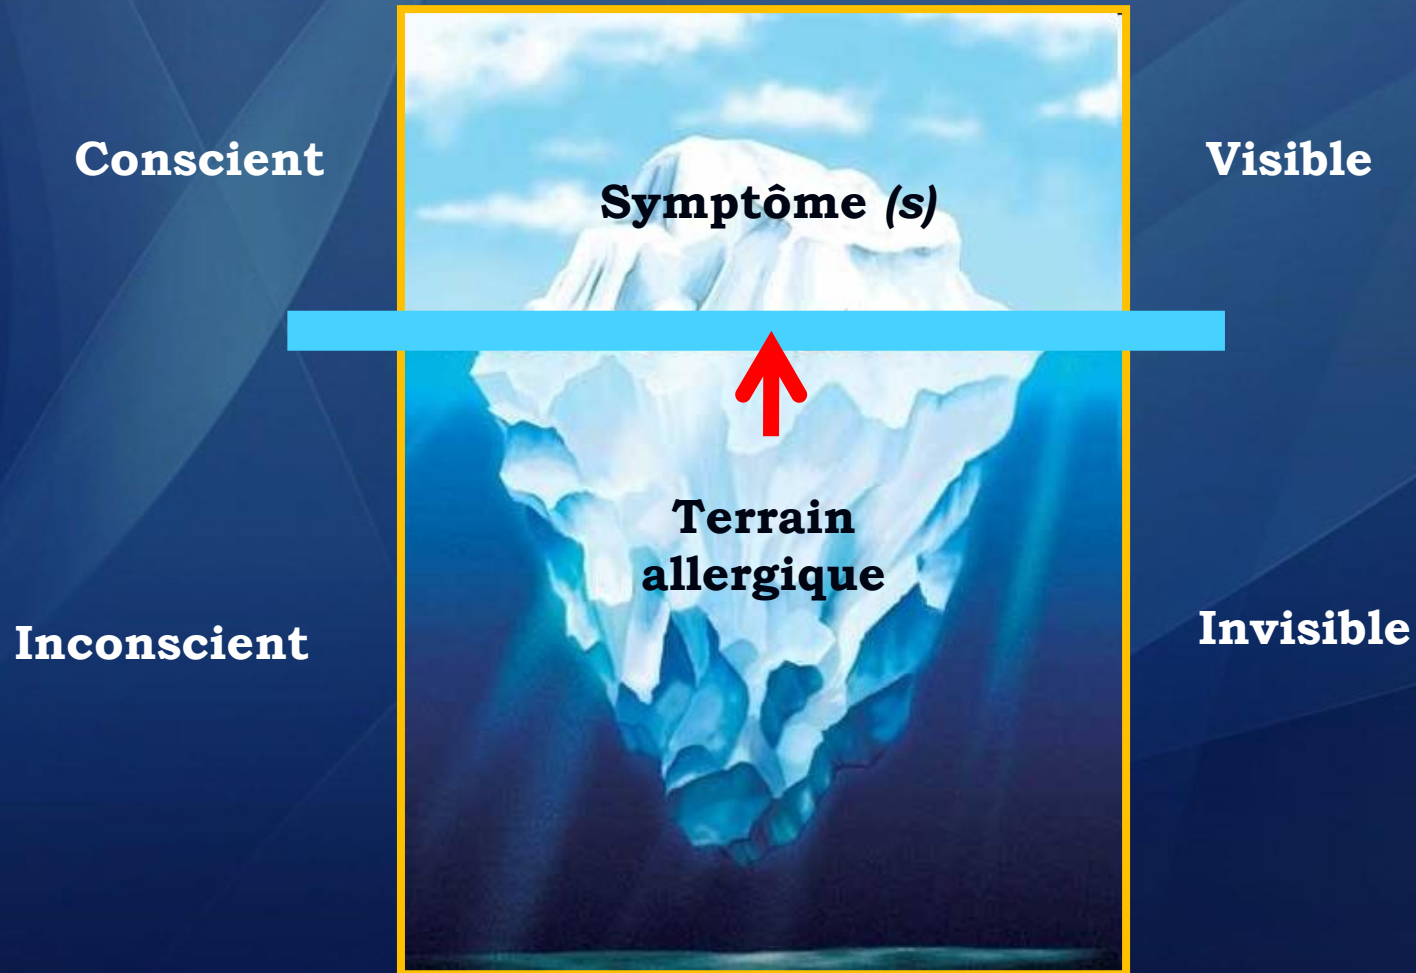 Conscient
Visible
Symptôme (s)
Terrain
allergique
Inconscient
Invisible